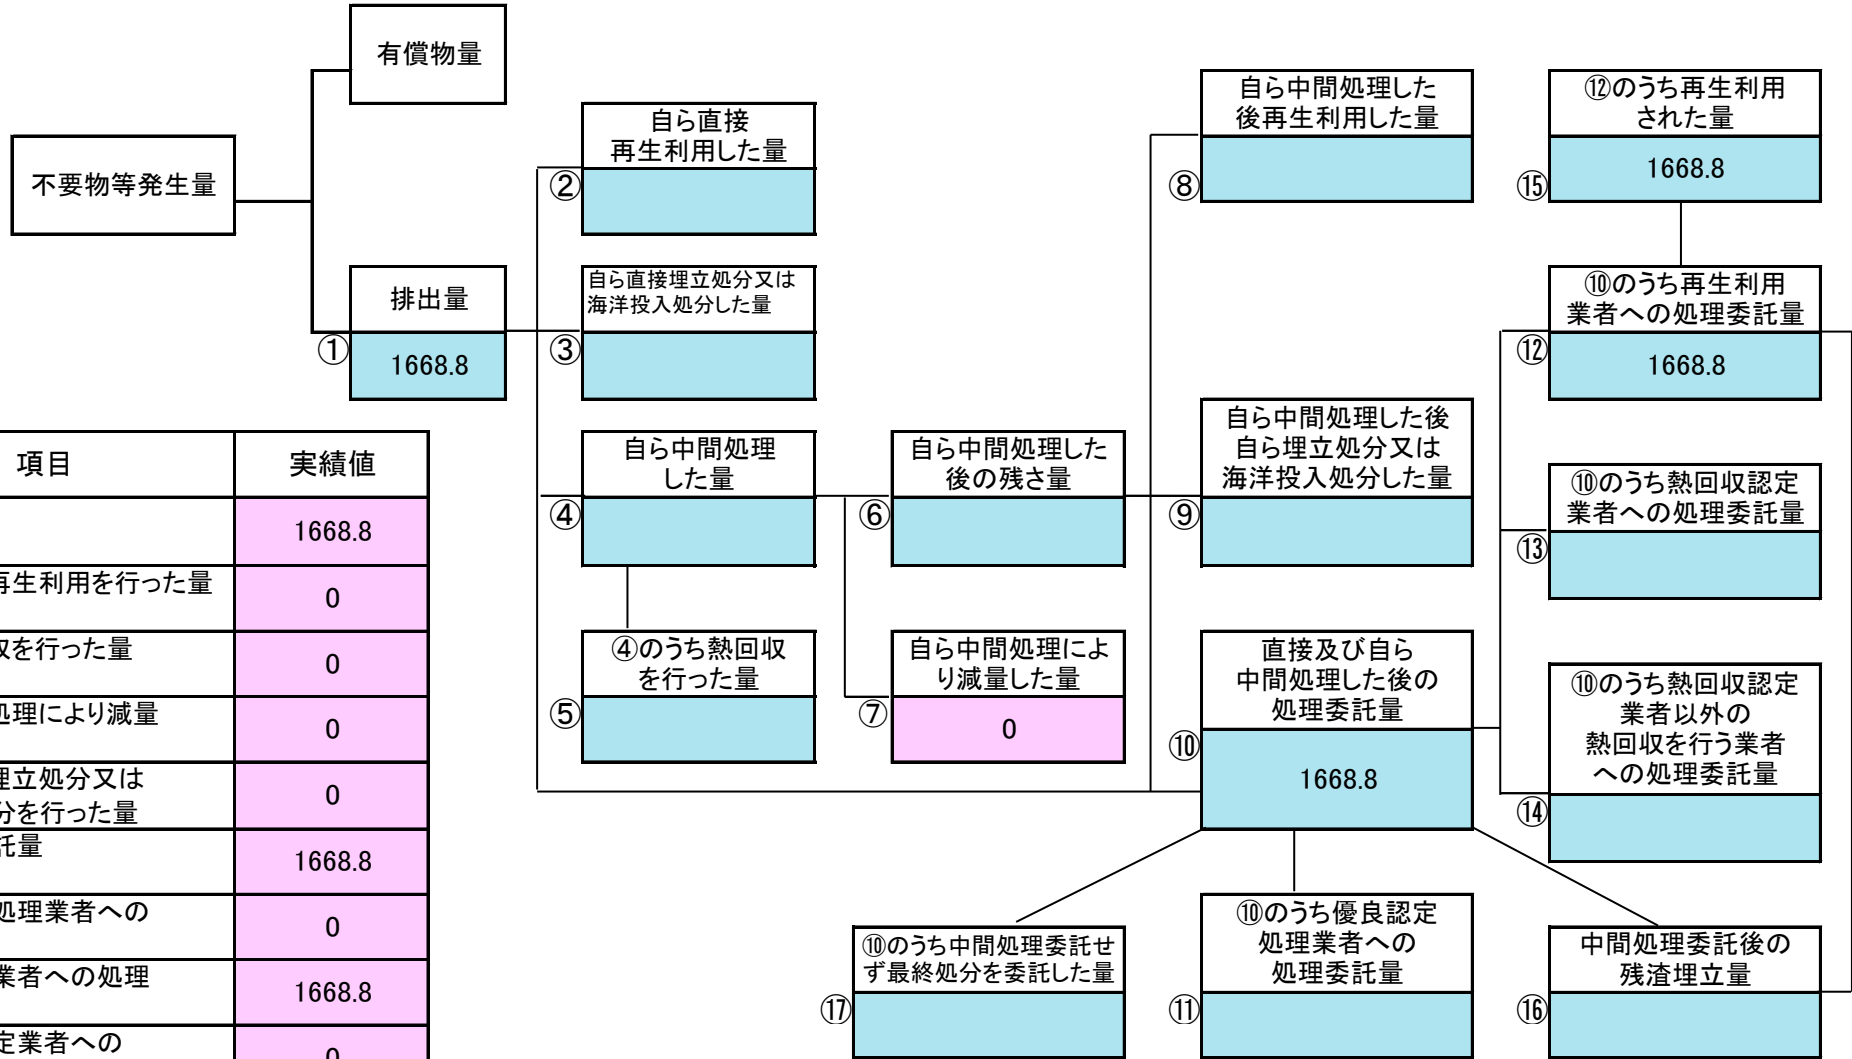 有償物量
不要物等発生量
排出量
①
1668.8
自ら直接
再生利用した量
②
自ら直接埋立処分又は
海洋投入処分した量
③
自ら中間処理
した量
④
④のうち熱回収
を行った量
⑤
自ら中間処理した
後の残さ量
⑥
自ら中間処理によ
り減量した量
⑦
0
自ら中間処理した
後再生利用した量
⑧
自ら中間処理した後
自ら埋立処分又は
海洋投入処分した量
⑨
直接及び自ら
中間処理した後の
処理委託量
⑩
1668.8
⑫のうち再生利用
された量
⑮
1668.8
⑩のうち再生利用
業者への処理委託量
⑫
1668.8
⑩のうち熱回収認定
業者への処理委託量
⑬
⑩のうち熱回収認定
業者以外の
熱回収を行う業者
への処理委託量
⑭
⑩のうち中間処理委託せ
ず最終処分を委託した量
⑰
⑩のうち優良認定
処理業者への
処理委託量
⑪
中間処理委託後の
残渣埋立量
⑯
項目 実績値
1668.8
再生利用を行った量 0
を行った量 0
処理により減量 0
埋立処分又は
を行った量 0
託量 1668.8
処理業者への 0
業者への処理 1668.8
定業者への 0